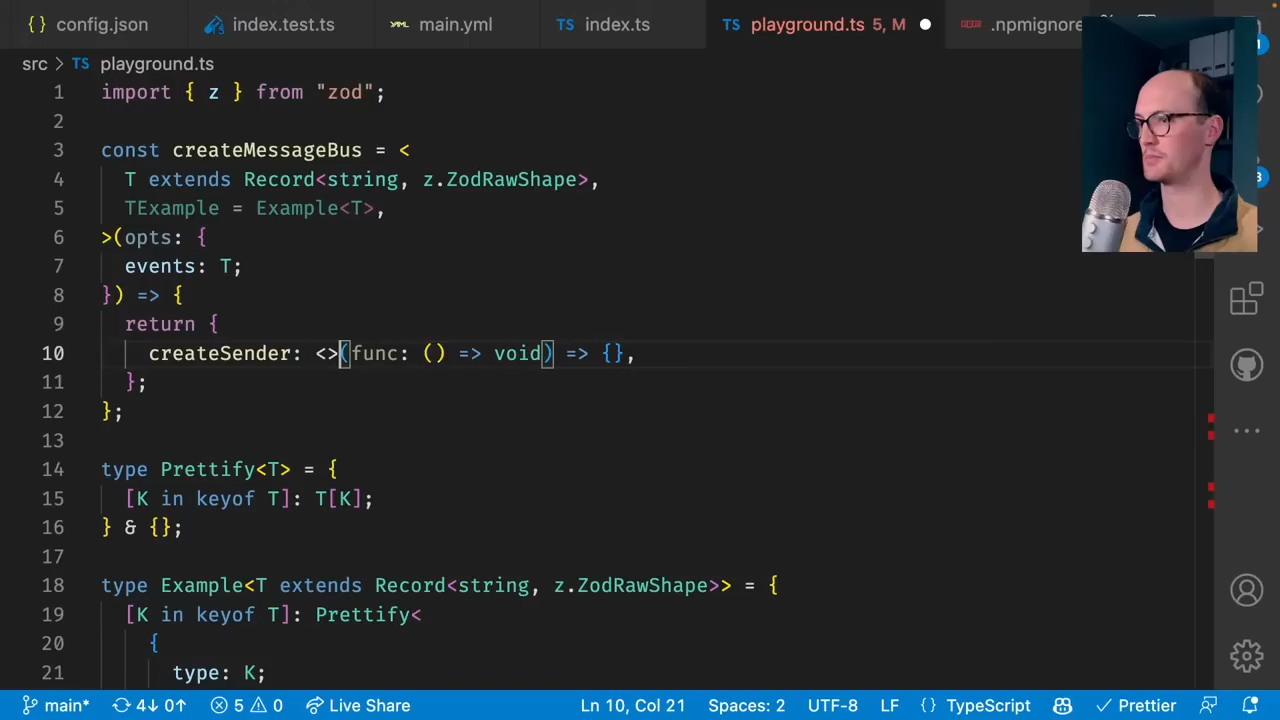 {} config.json index.test.ts YAML main.yml TS index.ts TS playground.ts 5, M .npmignore
src > TS playground.ts
1 import { z } from "zod";
2
3 const createMessageBus = <
4 T extends Record<string, z.ZodRawShape>,
5 TExample = Example<T>,
6 >(opts: {
7 events: T;
8 }) => {
9 return {
10 createSender: <>(func: () => void) => {},
11 };
12 };
13
14 type Prettify<T> = {
15 [K in keyof T]: T[K];
16 } & {};
17
18 type Example<T extends Record<string, z.ZodRawShape>> = {
19 [K in keyof T]: Prettify<
20 {
21 type: K;
main* 4↓ 0↑ 5 0 Live Share Ln 10, Col 21 Spaces: 2 UTF-8 LF {} TypeScript Prettier